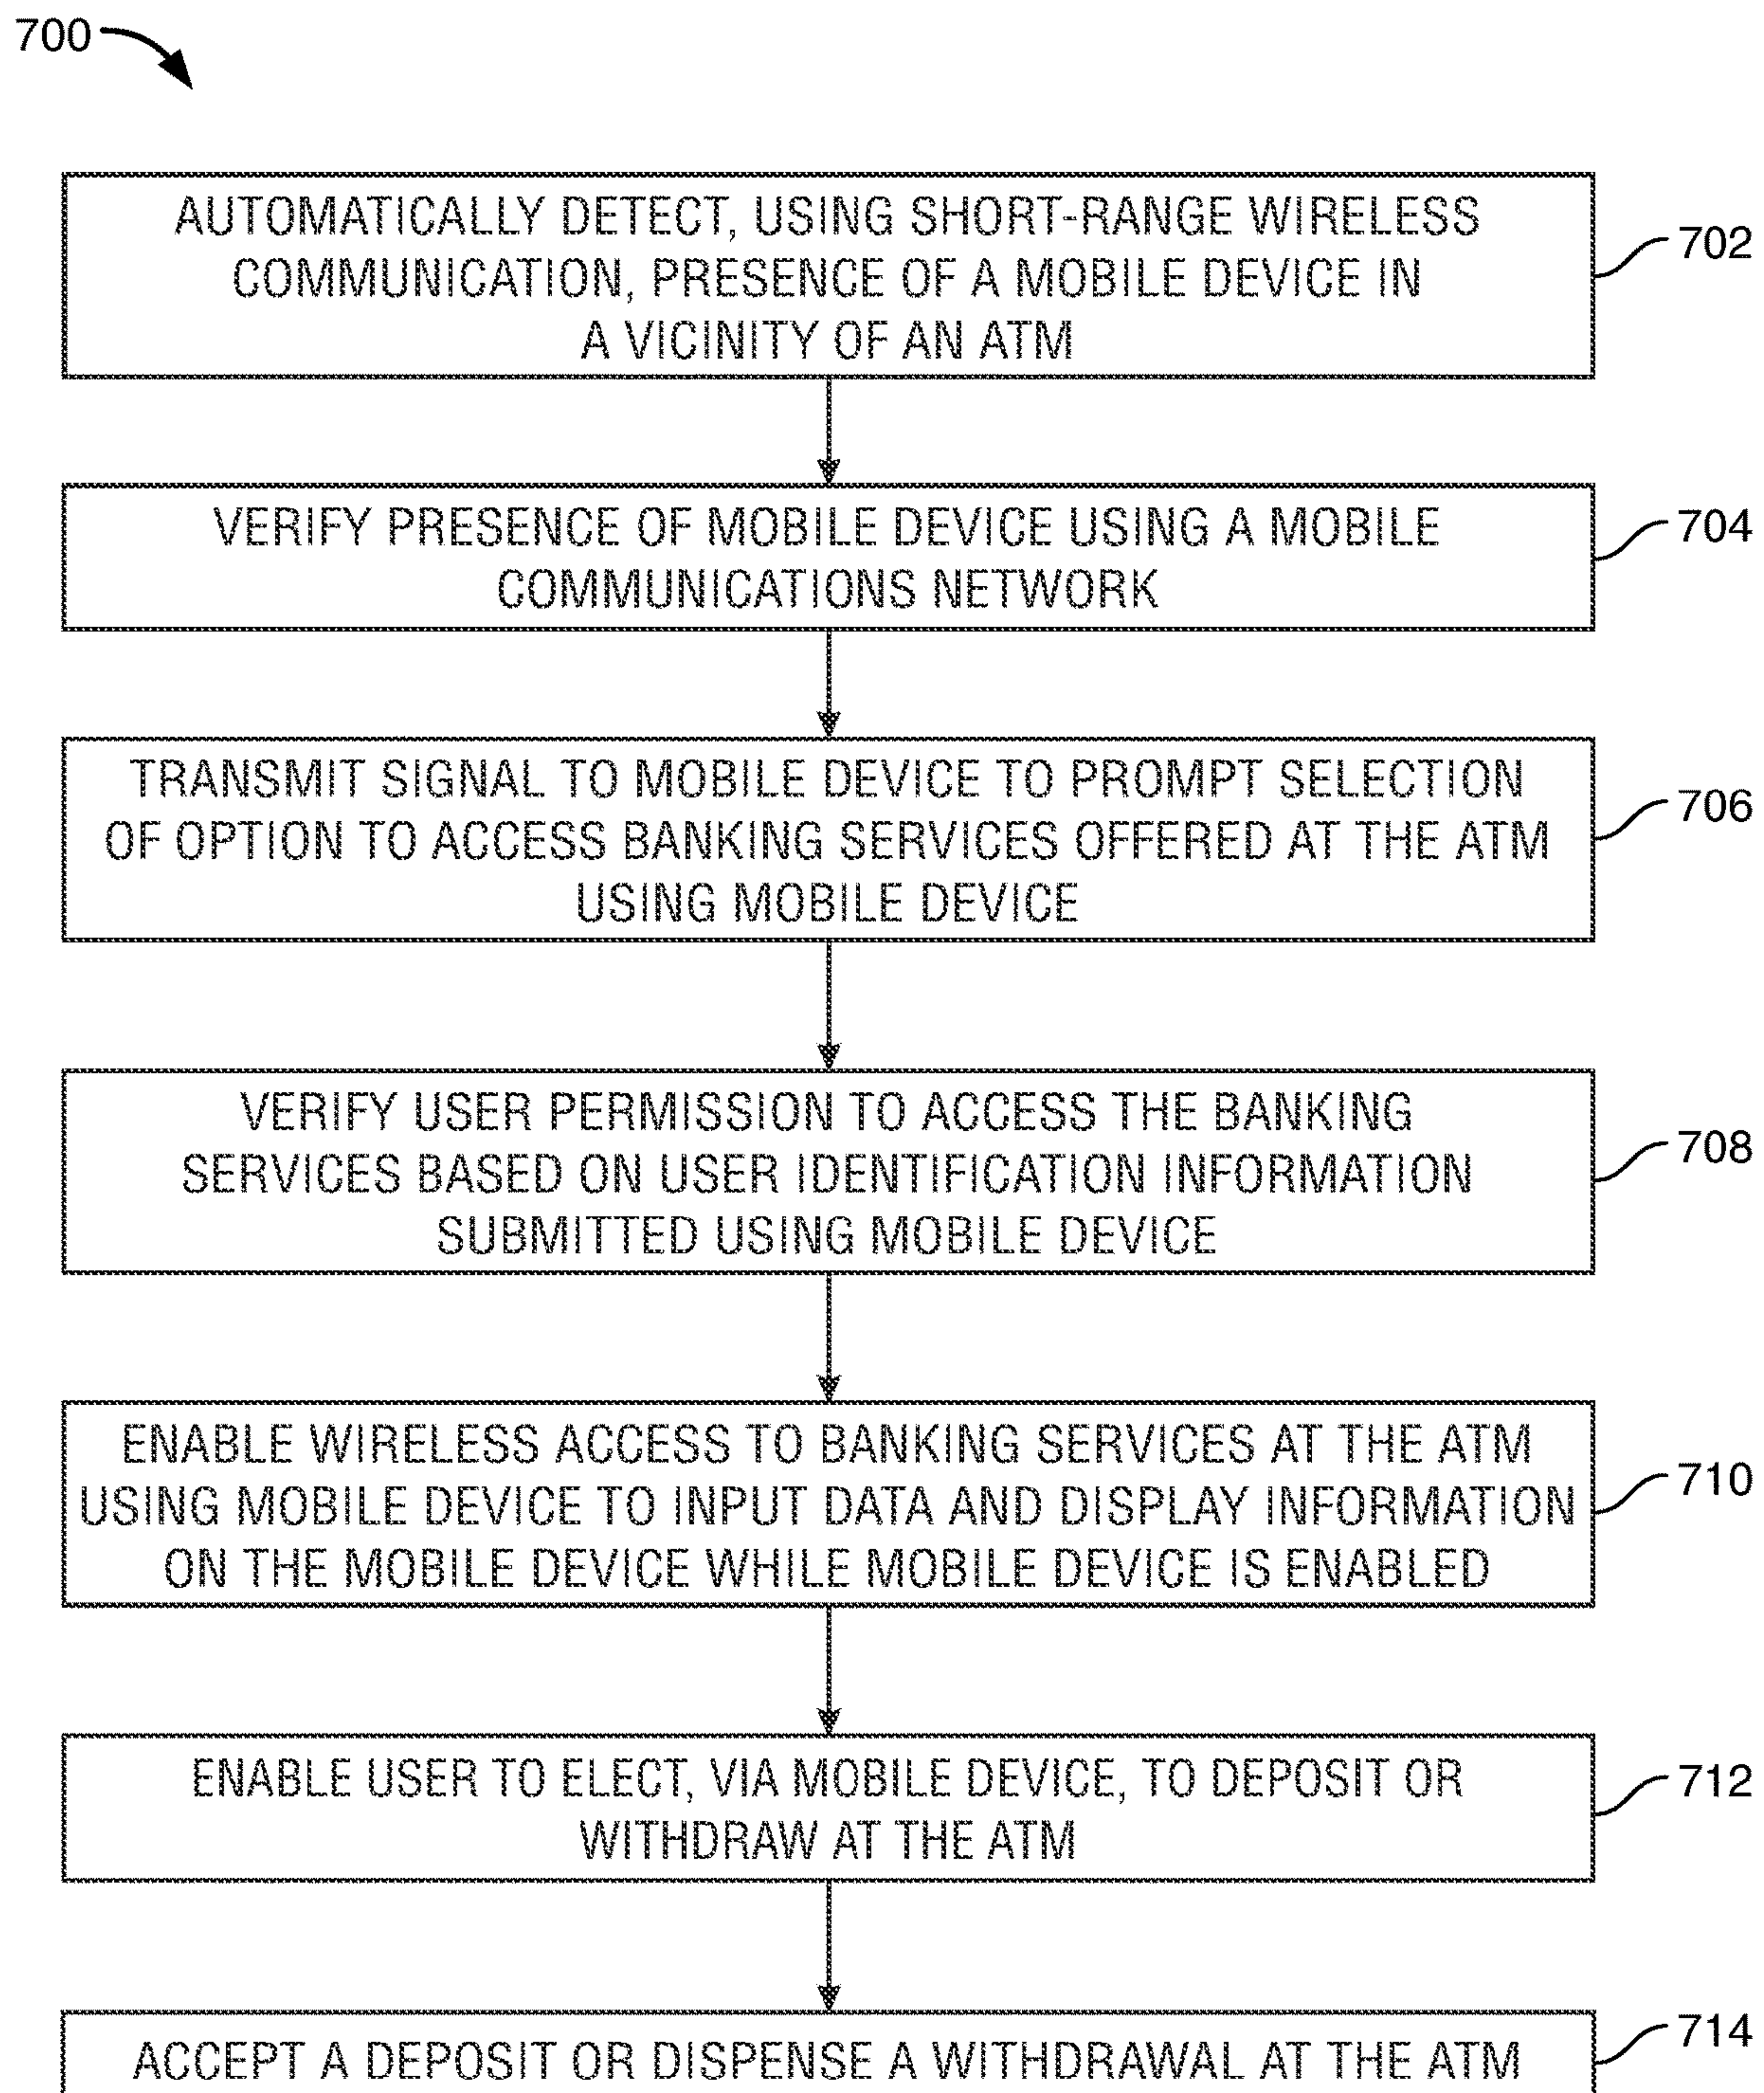 700
AUTOMATICALLY DETECT, USING SHORT-RANGE WIRELESS
COMMUNICATION, PRESENCE OF A MOBILE DEVICE IN
A VICINITY OF AN ATM
702
VERIFY PRESENCE OF MOBILE DEVICE USING A MOBILE
COMMUNICATIONS NETWORK
704
TRANSMIT SIGNAL TO MOBILE DEVICE TO PROMPT SELECTION
OF OPTION TO ACCESS BANKING SERVICES OFFERED AT THE ATM
USING MOBILE DEVICE
706
VERIFY USER PERMISSION TO ACCESS THE BANKING
SERVICES BASED ON USER IDENTIFICATION INFORMATION
SUBMITTED USING MOBILE DEVICE
708
ENABLE WIRELESS ACCESS TO BANKING SERVICES AT THE ATM
USING MOBILE DEVICE TO INPUT DATA AND DISPLAY INFORMATION
ON THE MOBILE DEVICE WHILE MOBILE DEVICE IS ENABLED
710
ENABLE USER TO ELECT, VIA MOBILE DEVICE, TO DEPOSIT OR
WITHDRAW AT THE ATM
712
ACCEPT A DEPOSIT OR DISPENSE A WITHDRAWAL AT THE ATM
714